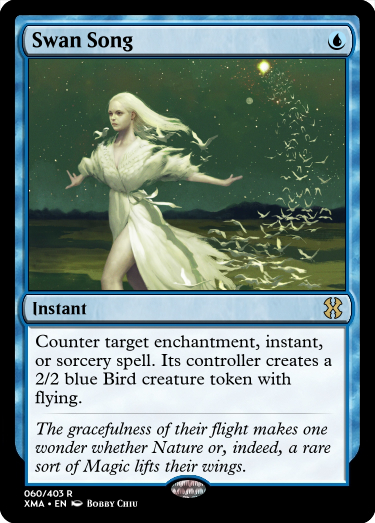 Swan Song
Instant
Counter target enchantment, instant,
or sorcery spell. Its controller creates a
2/2 blue Bird creature token with
flying.
The gracefulness of their flight makes one
wonder whether Nature or, indeed, a rare
sort of Magic lifts their wings.
060/403 R
XMA • EN Bobby Chiu